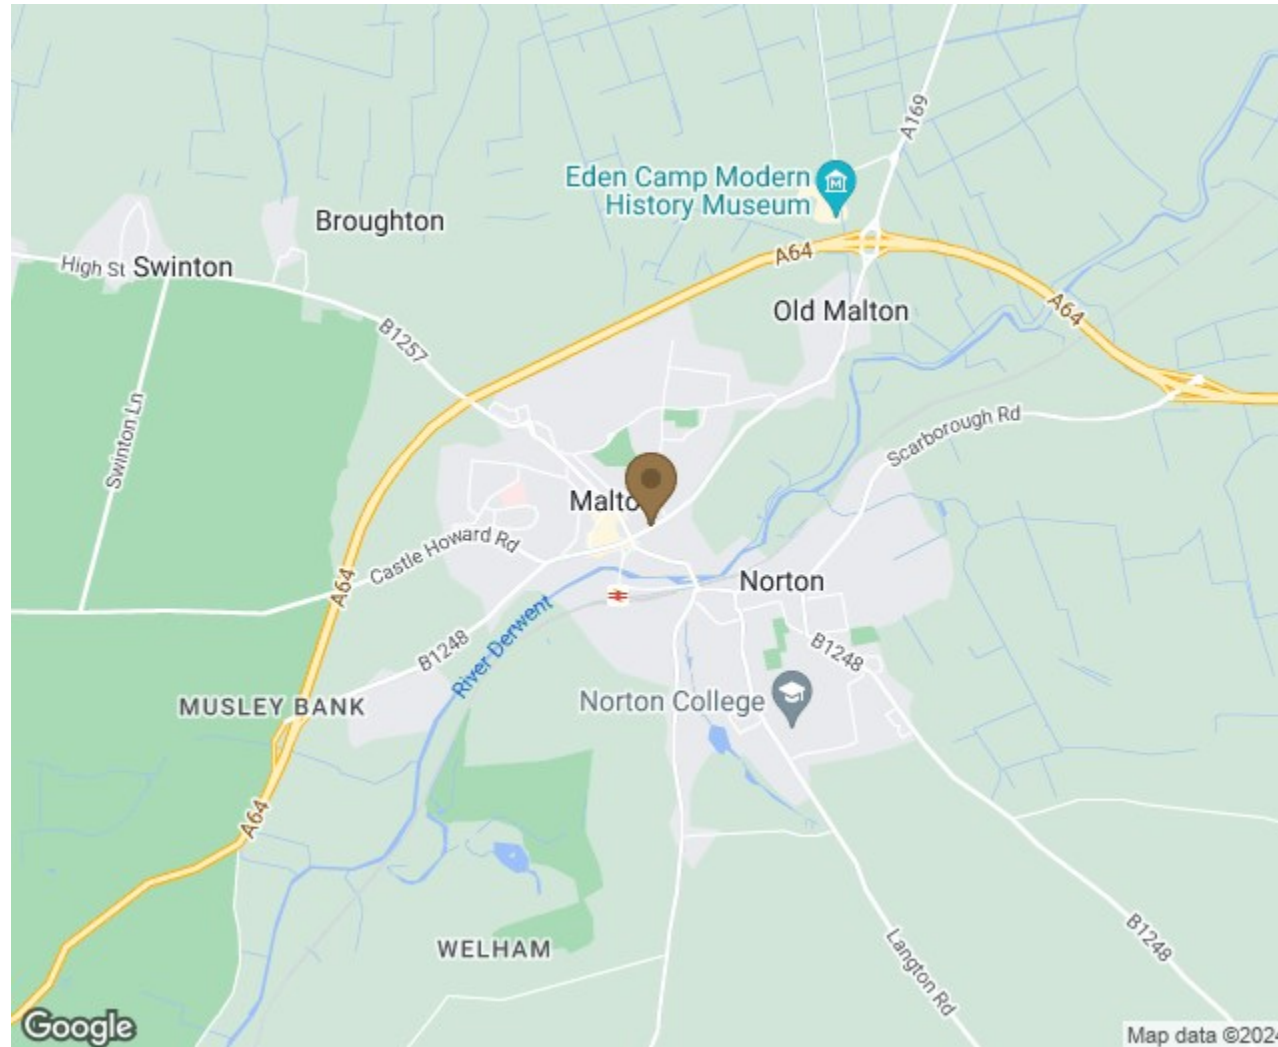 A169
Eden Camp Modern
History Museum
Broughton
A64
High St
Swinton
Old Malton
A64
B1257
Swinton Ln
Scarborough Rd
Malto
Castle Howard Rd
A64
Norton
River Derwent
B1248
B1248
MUSLEY BANK
Norton College
A64
WELHAM
Langton Rd
B1248
Google
Map data ©2024